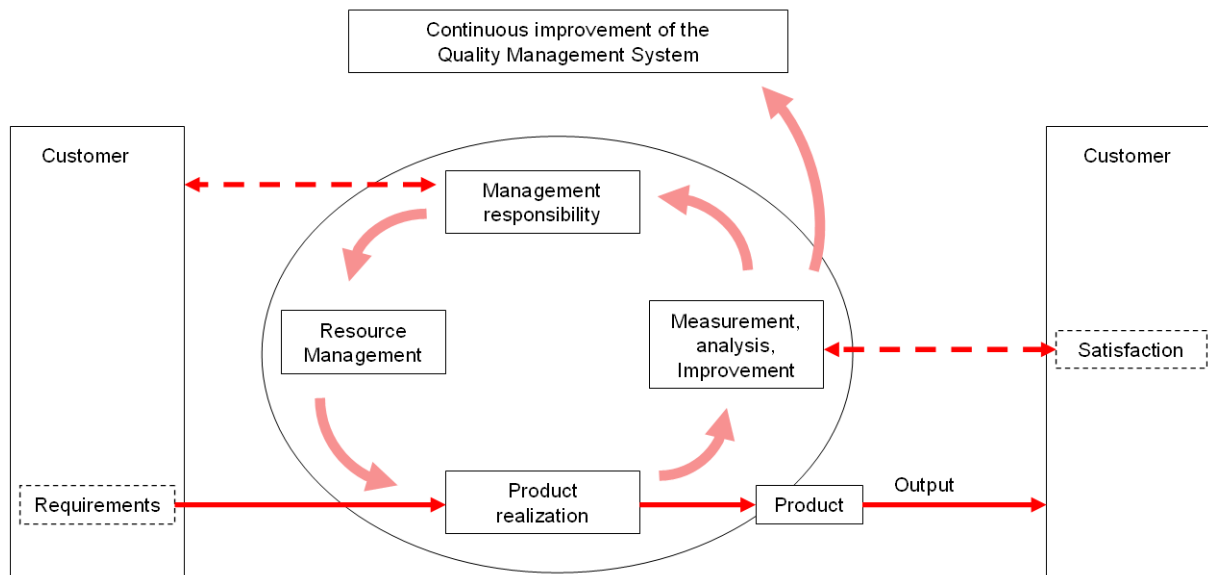 Continuous improvement of the
Quality Management System
Customer
Customer
Management
responsibility
Resource
Management
Measurement,
analysis,
Improvement
Satisfaction
Requirements
Product
realization
Product
Output